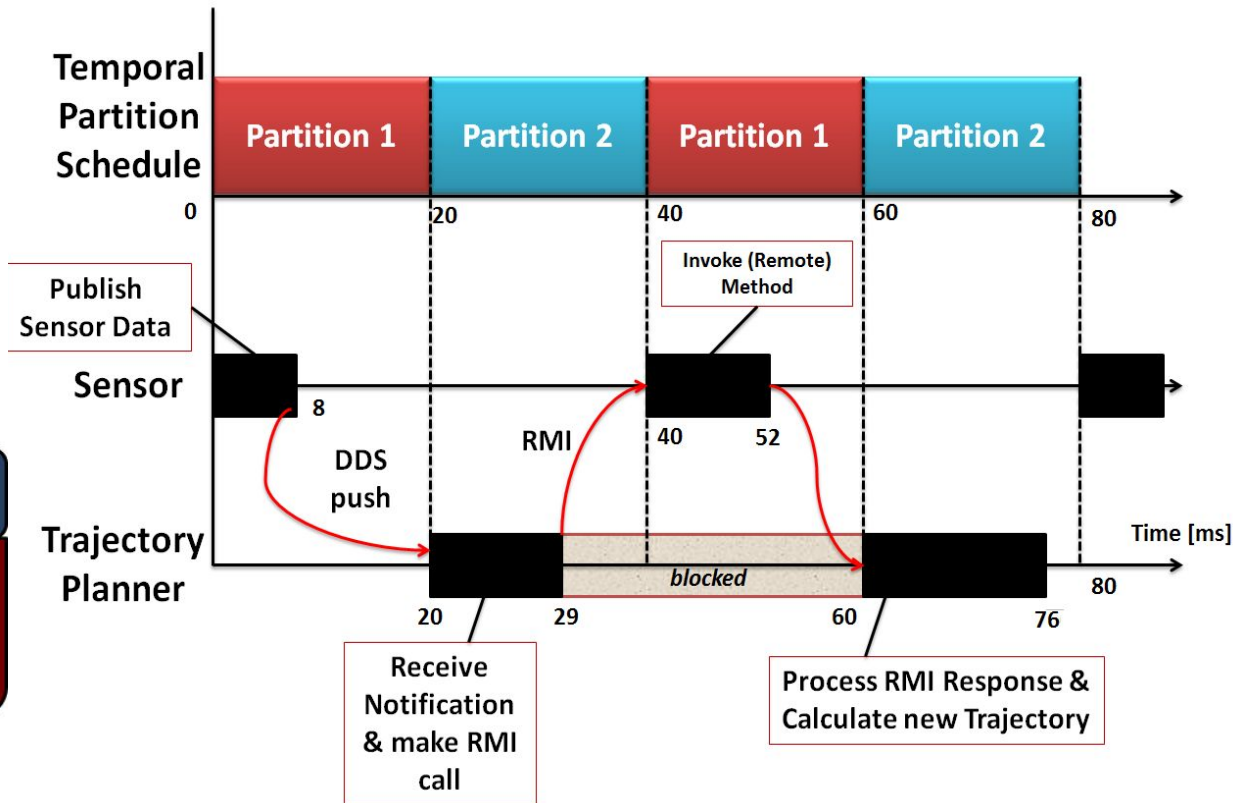 Temporal
Partition
Schedule
Partition 1
Partition 2
Partition 1
Partition 2
0
20
40
60
80
Publish
Sensor Data
Invoke (Remote)
Method
Sensor
8
40
52
RMI
DDS
push
Trajectory
Planner
blocked
Time [ms]
20
29
60
76
80
Receive
Notification
& make RMI
call
Process RMI Response &
Calculate new Trajectory